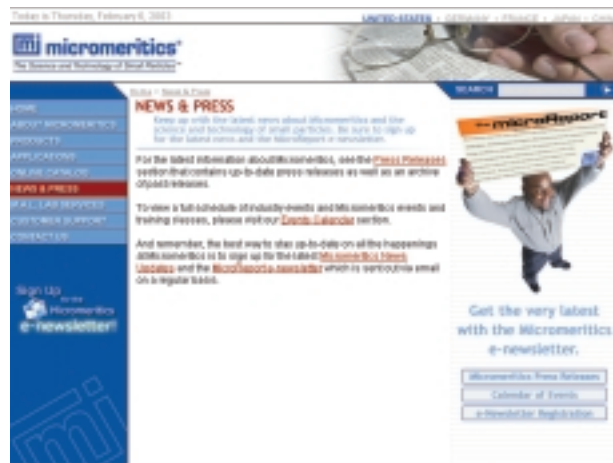 Today is Thursday, February 6, 2003
UNITED STATES • GERMANY • FRANCE • JAPAN •
mi micromeritics
The Science and Technology of Small Particles
Home > News & Press
SEARCH
HOME
ABOUT MICROMERITICS
PRODUCTS
APPLICATIONS
ONLINE CATALOG
NEWS & PRESS
M.A.L. LAB SERVICES
CUSTOMER SUPPORT
CONTACT US
Sign Up
for the
Micromeritics
e-newsletter!
NEWS & PRESS
Keep up with the latest news about Micromeritics and the
science and technology of small particles. Be sure to sign up
for the latest news and the MicroReport e-newsletter.
For the latest information about Micromeritics, see the Press Releases
section that contains up-to-date press releases as well as an archive
of past releases.
To view a full schedule of industry events and Micromeritics events and
training classes, please visit our Events Calendar section.
And remember, the best way to stay up-to-date on all the happenings
at Micromeritics is to sign up for the latest Micromeritics News
Updates and the MicroReport e-newsletter which is sent out via email
on a regular basis.
the microReport
Get the very latest
with the Micromeritics
e-newsletter.
Micromeritics Press Releases
Calendar of Events
e-Newsletter Registration
mi